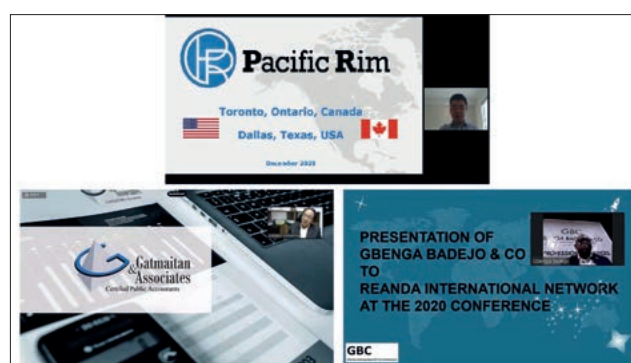 Pacific Rim
Toronto, Ontario, Canada
Dallas, Texas, USA
December 2020
Gatmaitan
& Associates
Certified Public Accountants
GBC
PRESENTATION OF
GBENGA BADEJO & CO
TO
REANDA INTERNATIONAL NETWORK
AT THE 2020 CONFERENCE
GBC